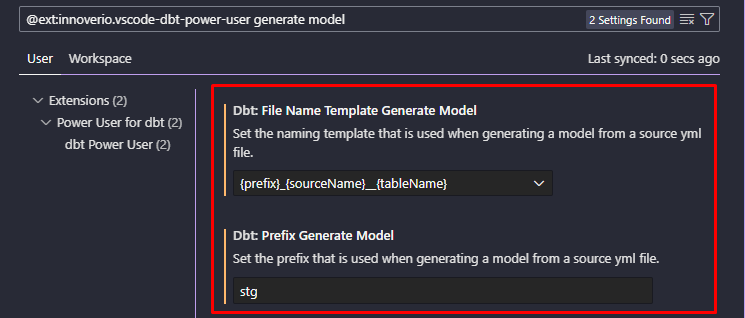 @ext:innoverio.vscode-dbt-power-user generate model
2 Settings Found
User
Workspace
Last synced: 0 secs ago
Extensions (2)
Power User for dbt (2)
dbt Power User (2)
Dbt: File Name Template Generate Model
Set the naming template that is used when generating a model from a source yml
file.
{prefix}_{sourceName}__{tableName}
Dbt: Prefix Generate Model
Set the prefix that is used when generating a model from a source yml file.
stg